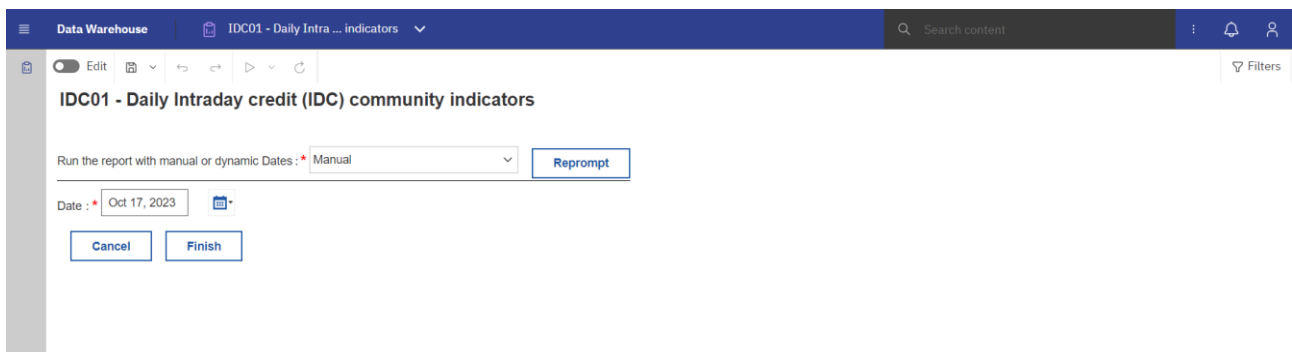 Data Warehouse IDC01 - Daily Intra ... indicators Search content
Edit Filters
IDC01 - Daily Intraday credit (IDC) community indicators
Run the report with manual or dynamic Dates : * Manual Reprompt
Date : * Oct 17, 2023
Cancel Finish